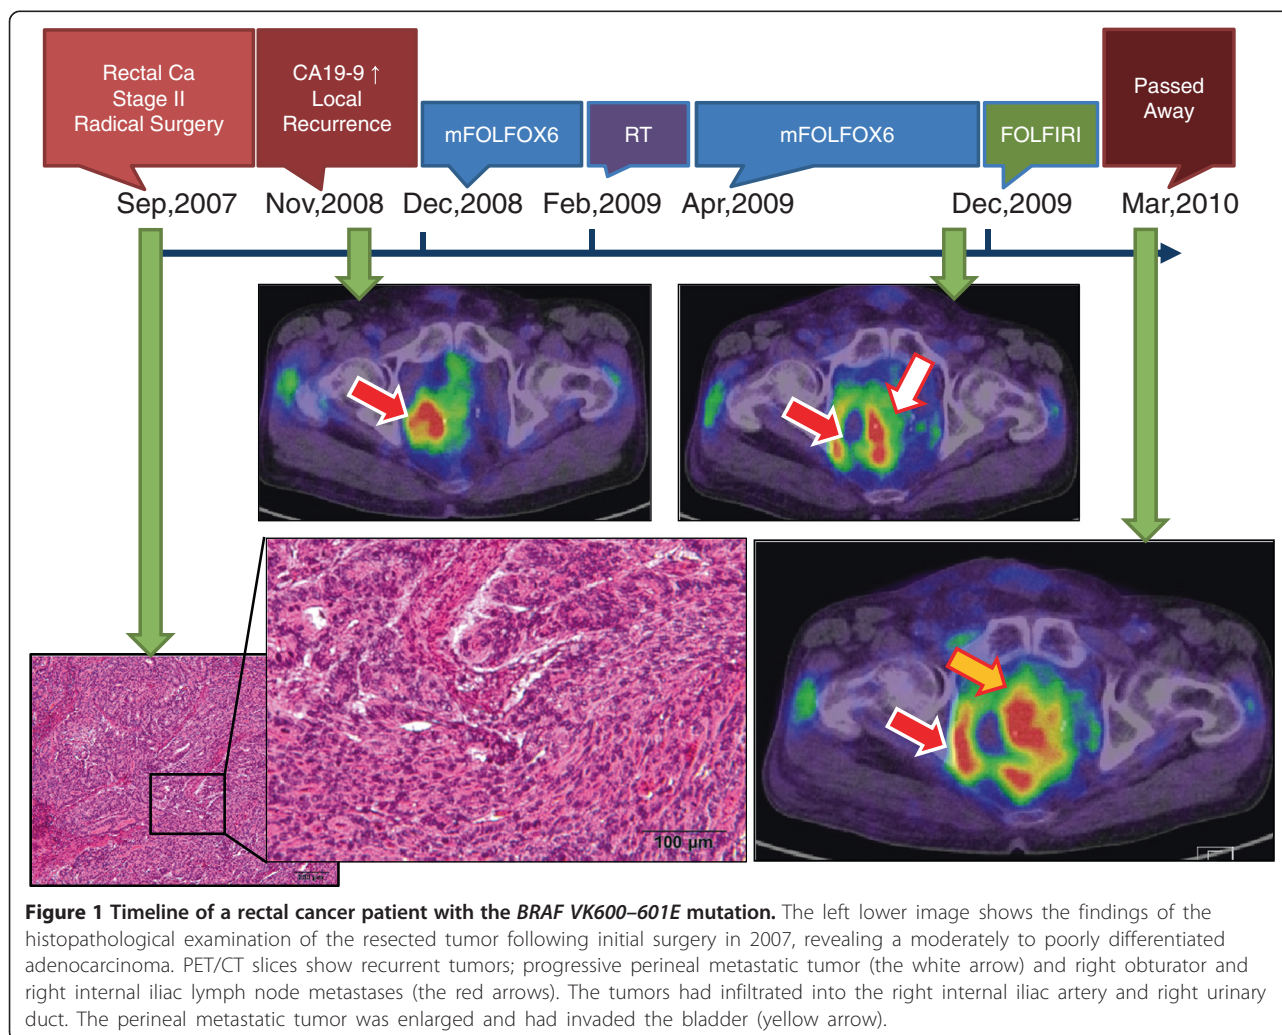 Rectal Ca
Stage II
Radical Surgery
CA19-9 ↑
Local
Recurrence
mFOLFOX6
RT
mFOLFOX6
FOLFIRI
Passed
Away
Sep,2007
Nov,2008
Dec,2008
Feb,2009
Apr,2009
Dec,2009
Mar,2010
100 μm
Figure 1 Timeline of a rectal cancer patient with the BRAF VK600–601E mutation. The left lower image shows the findings of the
histopathological examination of the resected tumor following initial surgery in 2007, revealing a moderately to poorly differentiated
adenocarcinoma. PET/CT slices show recurrent tumors; progressive perineal metastatic tumor (the white arrow) and right obturator and
right internal iliac lymph node metastases (the red arrows). The tumors had infiltrated into the right internal iliac artery and right urinary
duct. The perineal metastatic tumor was enlarged and had invaded the bladder (yellow arrow).